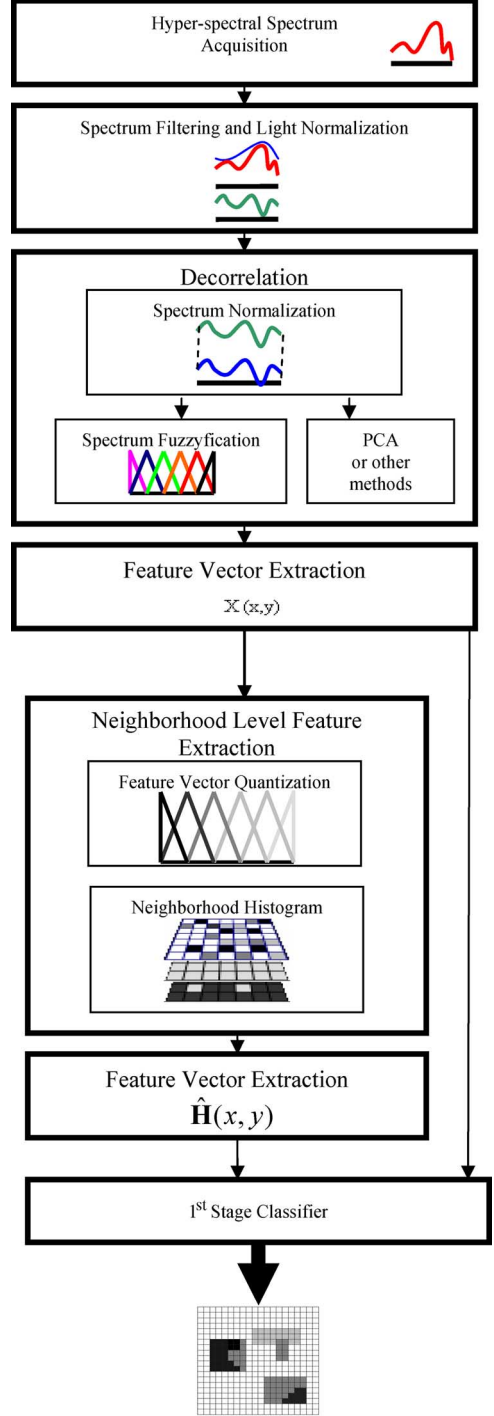 Hyper-spectral Spectrum
Acquisition
Spectrum Filtering and Light Normalization
Decorrelation
Spectrum Normalization
Spectrum Fuzzyfication
PCA
or other
methods
Feature Vector Extraction
X(x,y)
Neighborhood Level Feature
Extraction
Feature Vector Quantization
Neighborhood Histogram
Feature Vector Extraction
Ĥ(x, y)
1st Stage Classifier